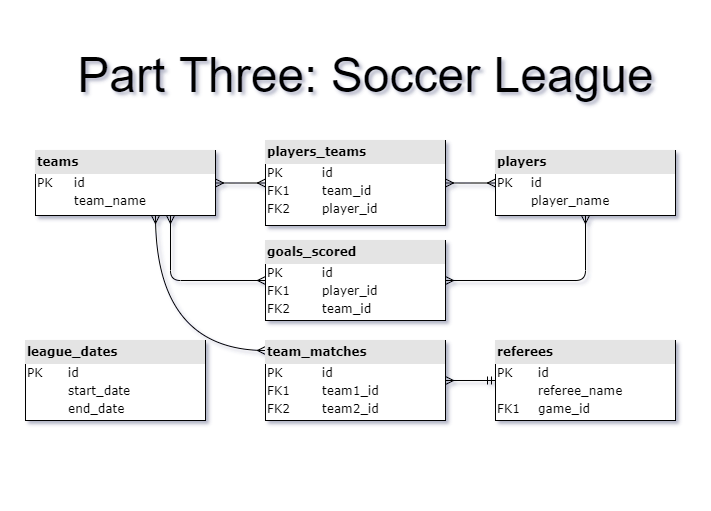 Part Three: Soccer League
teams
PK id
team_name
players_teams
PK id
FK1 team_id
FK2 player_id
players
PK id
player_name
goals_scored
PK id
FK1 player_id
FK2 team_id
league_dates
PK id
start_date
end_date
team_matches
PK id
FK1 team1_id
FK2 team2_id
referees
PK id
referee_name
FK1 game_id